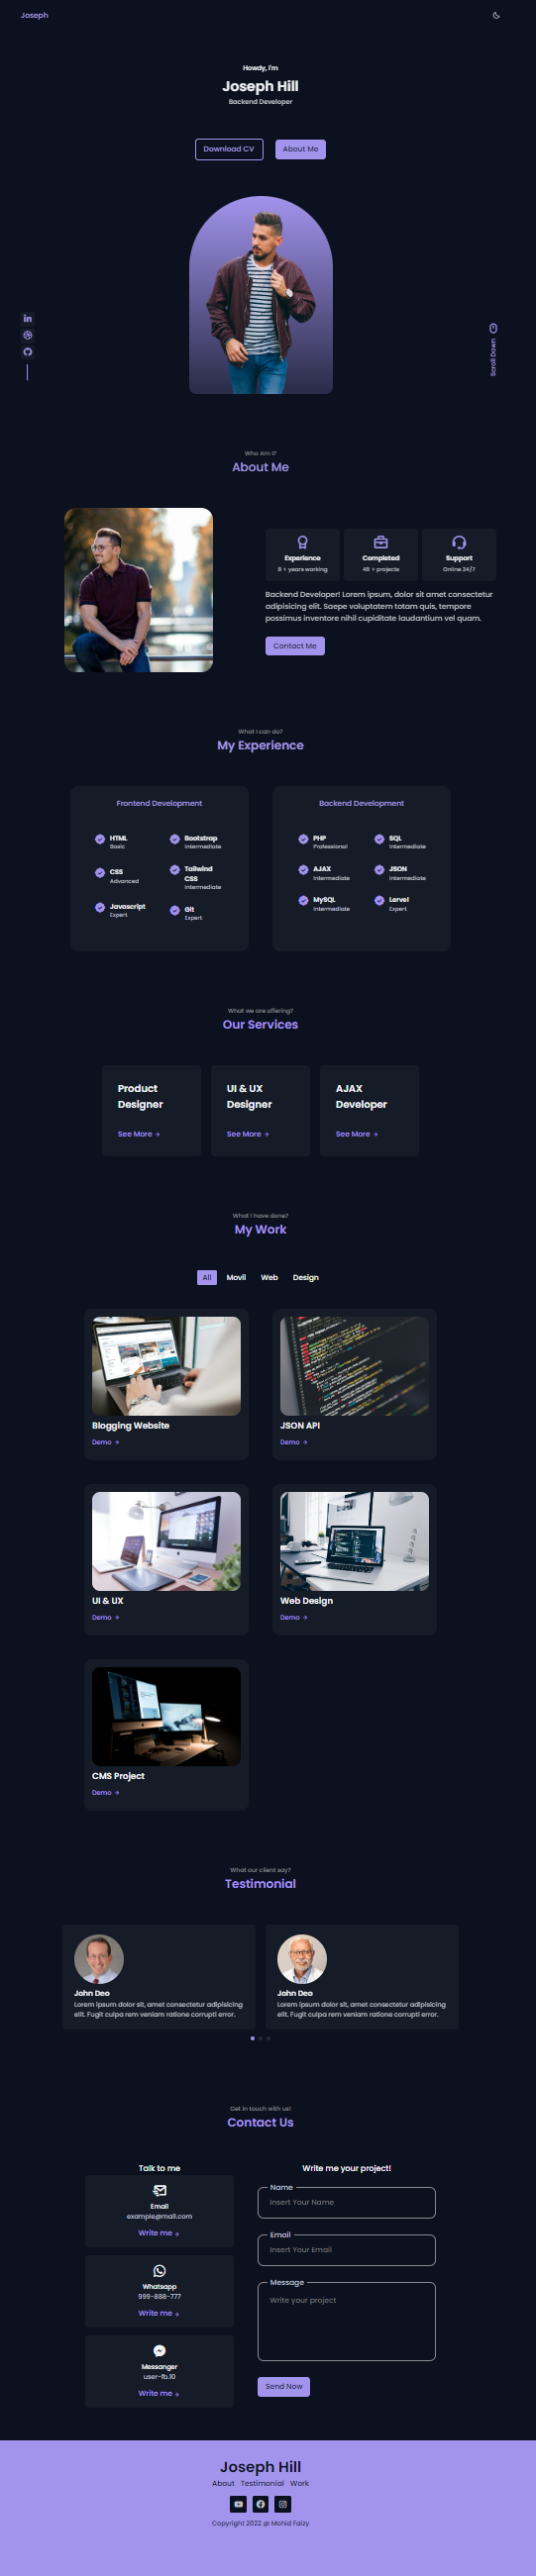 Joseph
Howdy, I'm
Joseph Hill
Backend Developer
Download CV
About Me
Scroll Down
Who Am I?
About Me
Experience
8 + years working
Completed
48 + projects
Support
Online 24/7
Backend Developer! Lorem ipsum, dolor sit amet consectetur
adipisicing elit. Saepe voluptatem totam quis, tempore
possimus inventore nihil cupiditate laudantium vel quam.
Contact Me
What I can do?
My Experience
Frontend Development
HTML
Basic
CSS
Advanced
Javascript
Expert
Bootstrap
Intermediate
Tailwind
CSS
Intermediate
Git
Expert
Backend Development
PHP
Professional
AJAX
Intermediate
MySQL
Intermediate
SQL
Intermediate
JSON
Intermediate
Larvel
Expert
What we are offering?
Our Services
Product
Designer
See More →
UI & UX
Designer
See More →
AJAX
Developer
See More →
What I have done?
My Work
All
Movil
Web
Design
Blogging Website
Demo →
JSON API
Demo →
UI & UX
Demo →
Web Design
Demo →
CMS Project
Demo →
What our client say?
Testimonial
John Deo
Lorem ipsum dolor sit, amet consectetur adipisicing
elit. Fugit culpa rem veniam ratione corrupti error.
John Deo
Lorem ipsum dolor sit, amet consectetur adipisicing
elit. Fugit culpa rem veniam ratione corrupti error.
Get in touch with us!
Contact Us
Talk to me
Email
example@mail.com
Write me →
Whatsapp
999-888-777
Write me →
Messanger
user-fb.10
Write me →
Write me your project!
Name
Insert Your Name
Email
Insert Your Email
Message
Write your project
Send Now
Joseph Hill
About Testimonial Work
Copyright 2022 @ Mohid Faizy